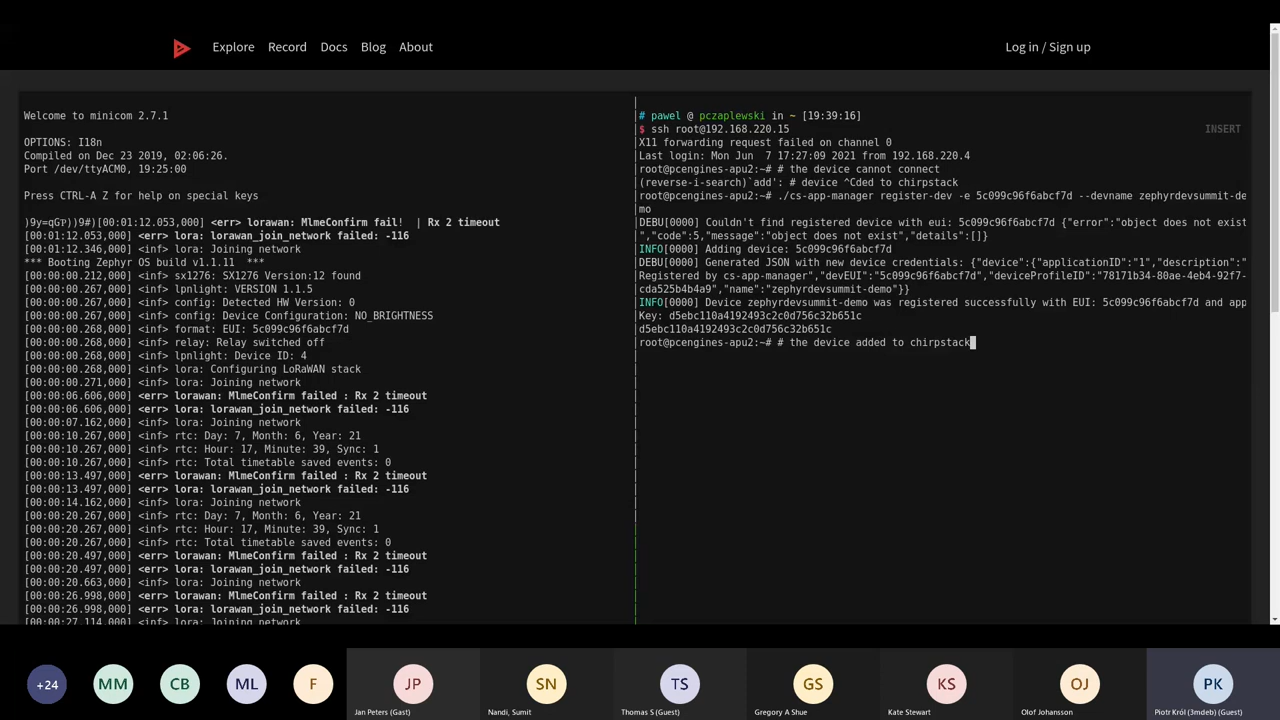 Explore Record Docs Blog About Log in / Sign up
Welcome to minicom 2.7.1
OPTIONS: I18n
Compiled on Dec 23 2019, 02:06:26.
Port /dev/ttyACM0, 19:25:00
Press CTRL-A Z for help on special keys
[00:01:12.053,000] <err> lorawan: MlmeConfirm fail! | Rx 2 timeout
[00:01:12.053,000] <err> lora: lorawan_join_network failed: -116
[00:01:12.346,000] <inf> lora: Joining network
*** Booting Zephyr OS build v1.1.11 ***
[00:00:00.212,000] <inf> sx1276: SX1276 Version:12 found
[00:00:00.266,000] <inf> lpnlight: VERSION 1.1.5
[00:00:00.267,000] <inf> config: Detected HW Version: 0
[00:00:00.267,000] <inf> config: Device Configuration: NO_BRIGHTNESS
[00:00:00.268,000] <inf> format: EUI: 5c099c96f6abcf7d
[00:00:00.268,000] <inf> relay: Relay switched off
[00:00:00.268,000] <inf> lpnlight: Device ID: 4
[00:00:00.268,000] <inf> lora: Configuring LoRaWAN stack
[00:00:00.271,000] <inf> lora: Joining network
[00:00:06.606,000] <err> lorawan: MlmeConfirm failed : Rx 2 timeout
[00:00:06.606,000] <err> lora: lorawan_join_network failed: -116
[00:00:07.162,000] <inf> lora: Joining network
[00:00:10.267,000] <inf> rtc: Day: 7, Month: 6, Year: 21
[00:00:10.267,000] <inf> rtc: Hour: 17, Minute: 39, Sync: 1
[00:00:10.267,000] <inf> rtc: Total timetable saved events: 0
[00:00:13.497,000] <err> lorawan: MlmeConfirm failed : Rx 2 timeout
[00:00:13.497,000] <err> lora: lorawan_join_network failed: -116
[00:00:14.162,000] <inf> lora: Joining network
[00:00:20.267,000] <inf> rtc: Day: 7, Month: 6, Year: 21
[00:00:20.267,000] <inf> rtc: Hour: 17, Minute: 39, Sync: 1
[00:00:20.267,000] <inf> rtc: Total timetable saved events: 0
[00:00:20.497,000] <err> lorawan: MlmeConfirm failed : Rx 2 timeout
[00:00:20.497,000] <err> lora: lorawan_join_network failed: -116
[00:00:20.663,000] <inf> lora: Joining network
[00:00:26.998,000] <err> lorawan: MlmeConfirm failed : Rx 2 timeout
[00:00:26.998,000] <err> lora: lorawan_join_network failed: -116
[00:00:27.114,000] <inf> lora: Joining network
# pawel @ pczaplewski in ~ [19:39:16]
$ ssh root@192.168.220.15 INSERT
X11 forwarding request failed on channel 0
Last login: Mon Jun  7 17:27:09 2021 from 192.168.220.4
root@pcengines-apu2:~# # the device cannot connect
(reverse-i-search)`add': # device ^Cded to chirpstack
root@pcengines-apu2:~# ./cs-app-manager register-dev -e 5c099c96f6abcf7d --devname zephyrdevsummit-de
mo
DEBU[0000] Couldn't find registered device with eui: 5c099c96f6abcf7d {"error":"object does not exist
","code":5,"message":"object does not exist","details":[]}
INFO[0000] Adding device: 5c099c96f6abcf7d
DEBU[0000] Generated JSON with new device credentials: {"device":{"applicationID":"1","description":"
Registered by cs-app-manager","devEUI":"5c099c96f6abcf7d","deviceProfileID":"78171b34-80ae-4eb4-92f7-
cda525b4b4a9","name":"zephyrdevsummit-demo"}}
INFO[0000] Device zephyrdevsummit-demo was registered successfully with EUI: 5c099c96f6abcf7d and app
Key: d5ebc110a4192493c2c0d756c32b651c
d5ebc110a4192493c2c0d756c32b651c
root@pcengines-apu2:~# # the device added to chirpstack
+24 MM CB ML F JP SN TS GS KS OJ PK
Jan Peters (Gast) Nandi, Sumit Thomas S (Guest) Gregory A Shue Kate Stewart Olof Johansson Piotr Król (3mdeb) (Guest)